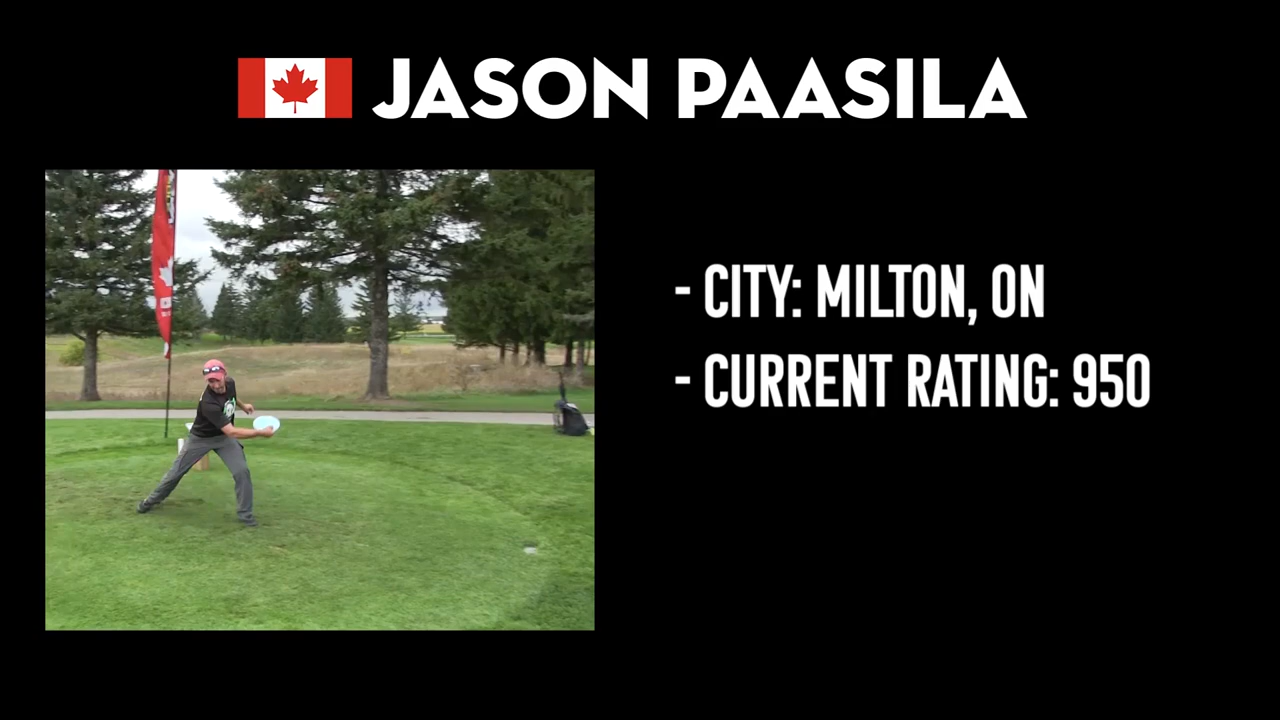 JASON PAASILA
- CITY: MILTON, ON
- CURRENT RATING: 950